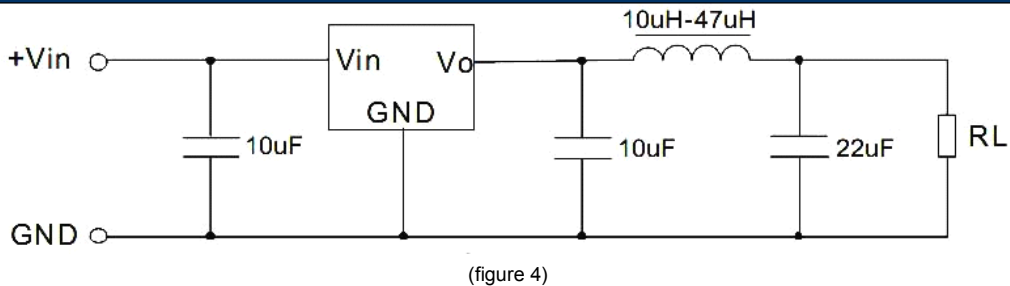 10uH-47uH
+Vin Vin Vo
GND
10uF 10uF 22uF RL
GND
(figure 4)